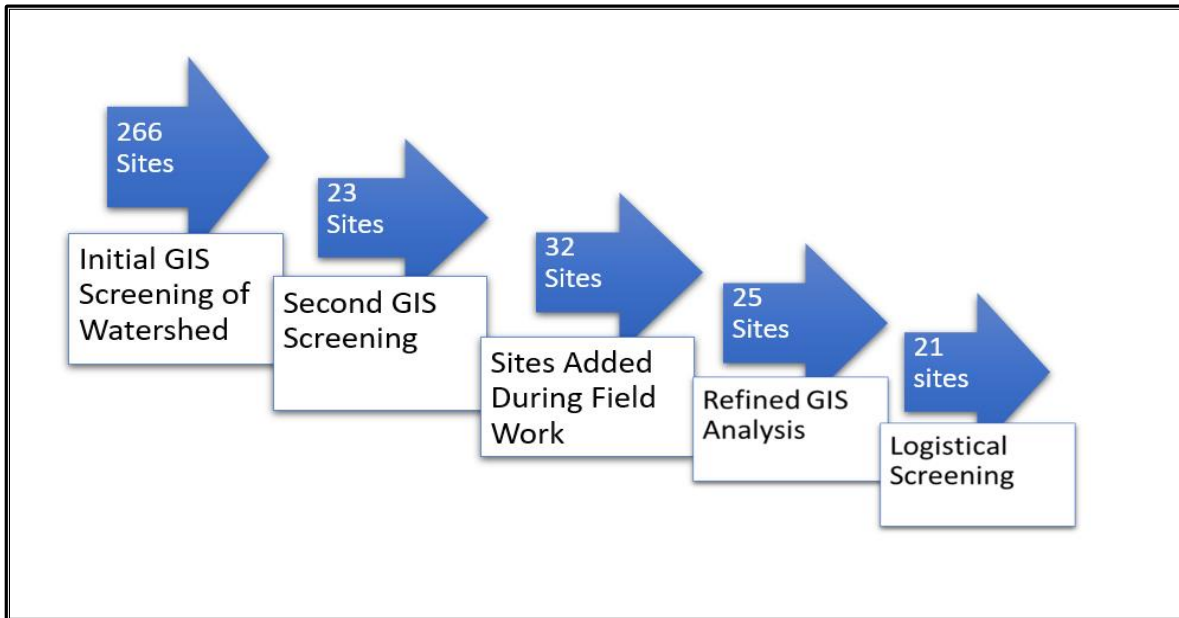 266
Sites
Initial GIS
Screening of
Watershed
23
Sites
Second GIS
Screening
32
Sites
Sites Added
During Field
Work
25
Sites
Refined GIS
Analysis
21
sites
Logistical
Screening